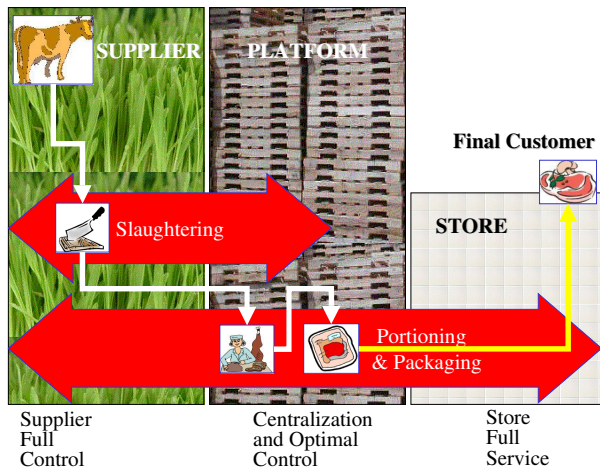 SUPPLIER
PLATFORM
Final Customer
Slaughtering
STORE
Portioning
& Packaging
Supplier
Full
Control
Centralization
and Optimal
Control
Store
Full
Service